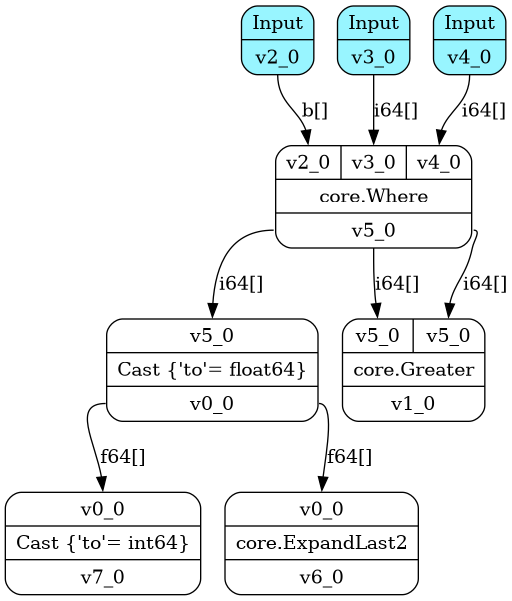 Input Input Input
v2_0 v3_0 v4_0
b[] i64[] i64[]
v2_0 v3_0 v4_0
core.Where
v5_0
i64[] i64[] i64[]
v5_0 v5_0 v5_0
Cast {'to'= float64} core.Greater
v0_0 v1_0
f64[] f64[]
v0_0 v0_0
Cast {'to'= int64} core.ExpandLast2
v7_0 v6_0